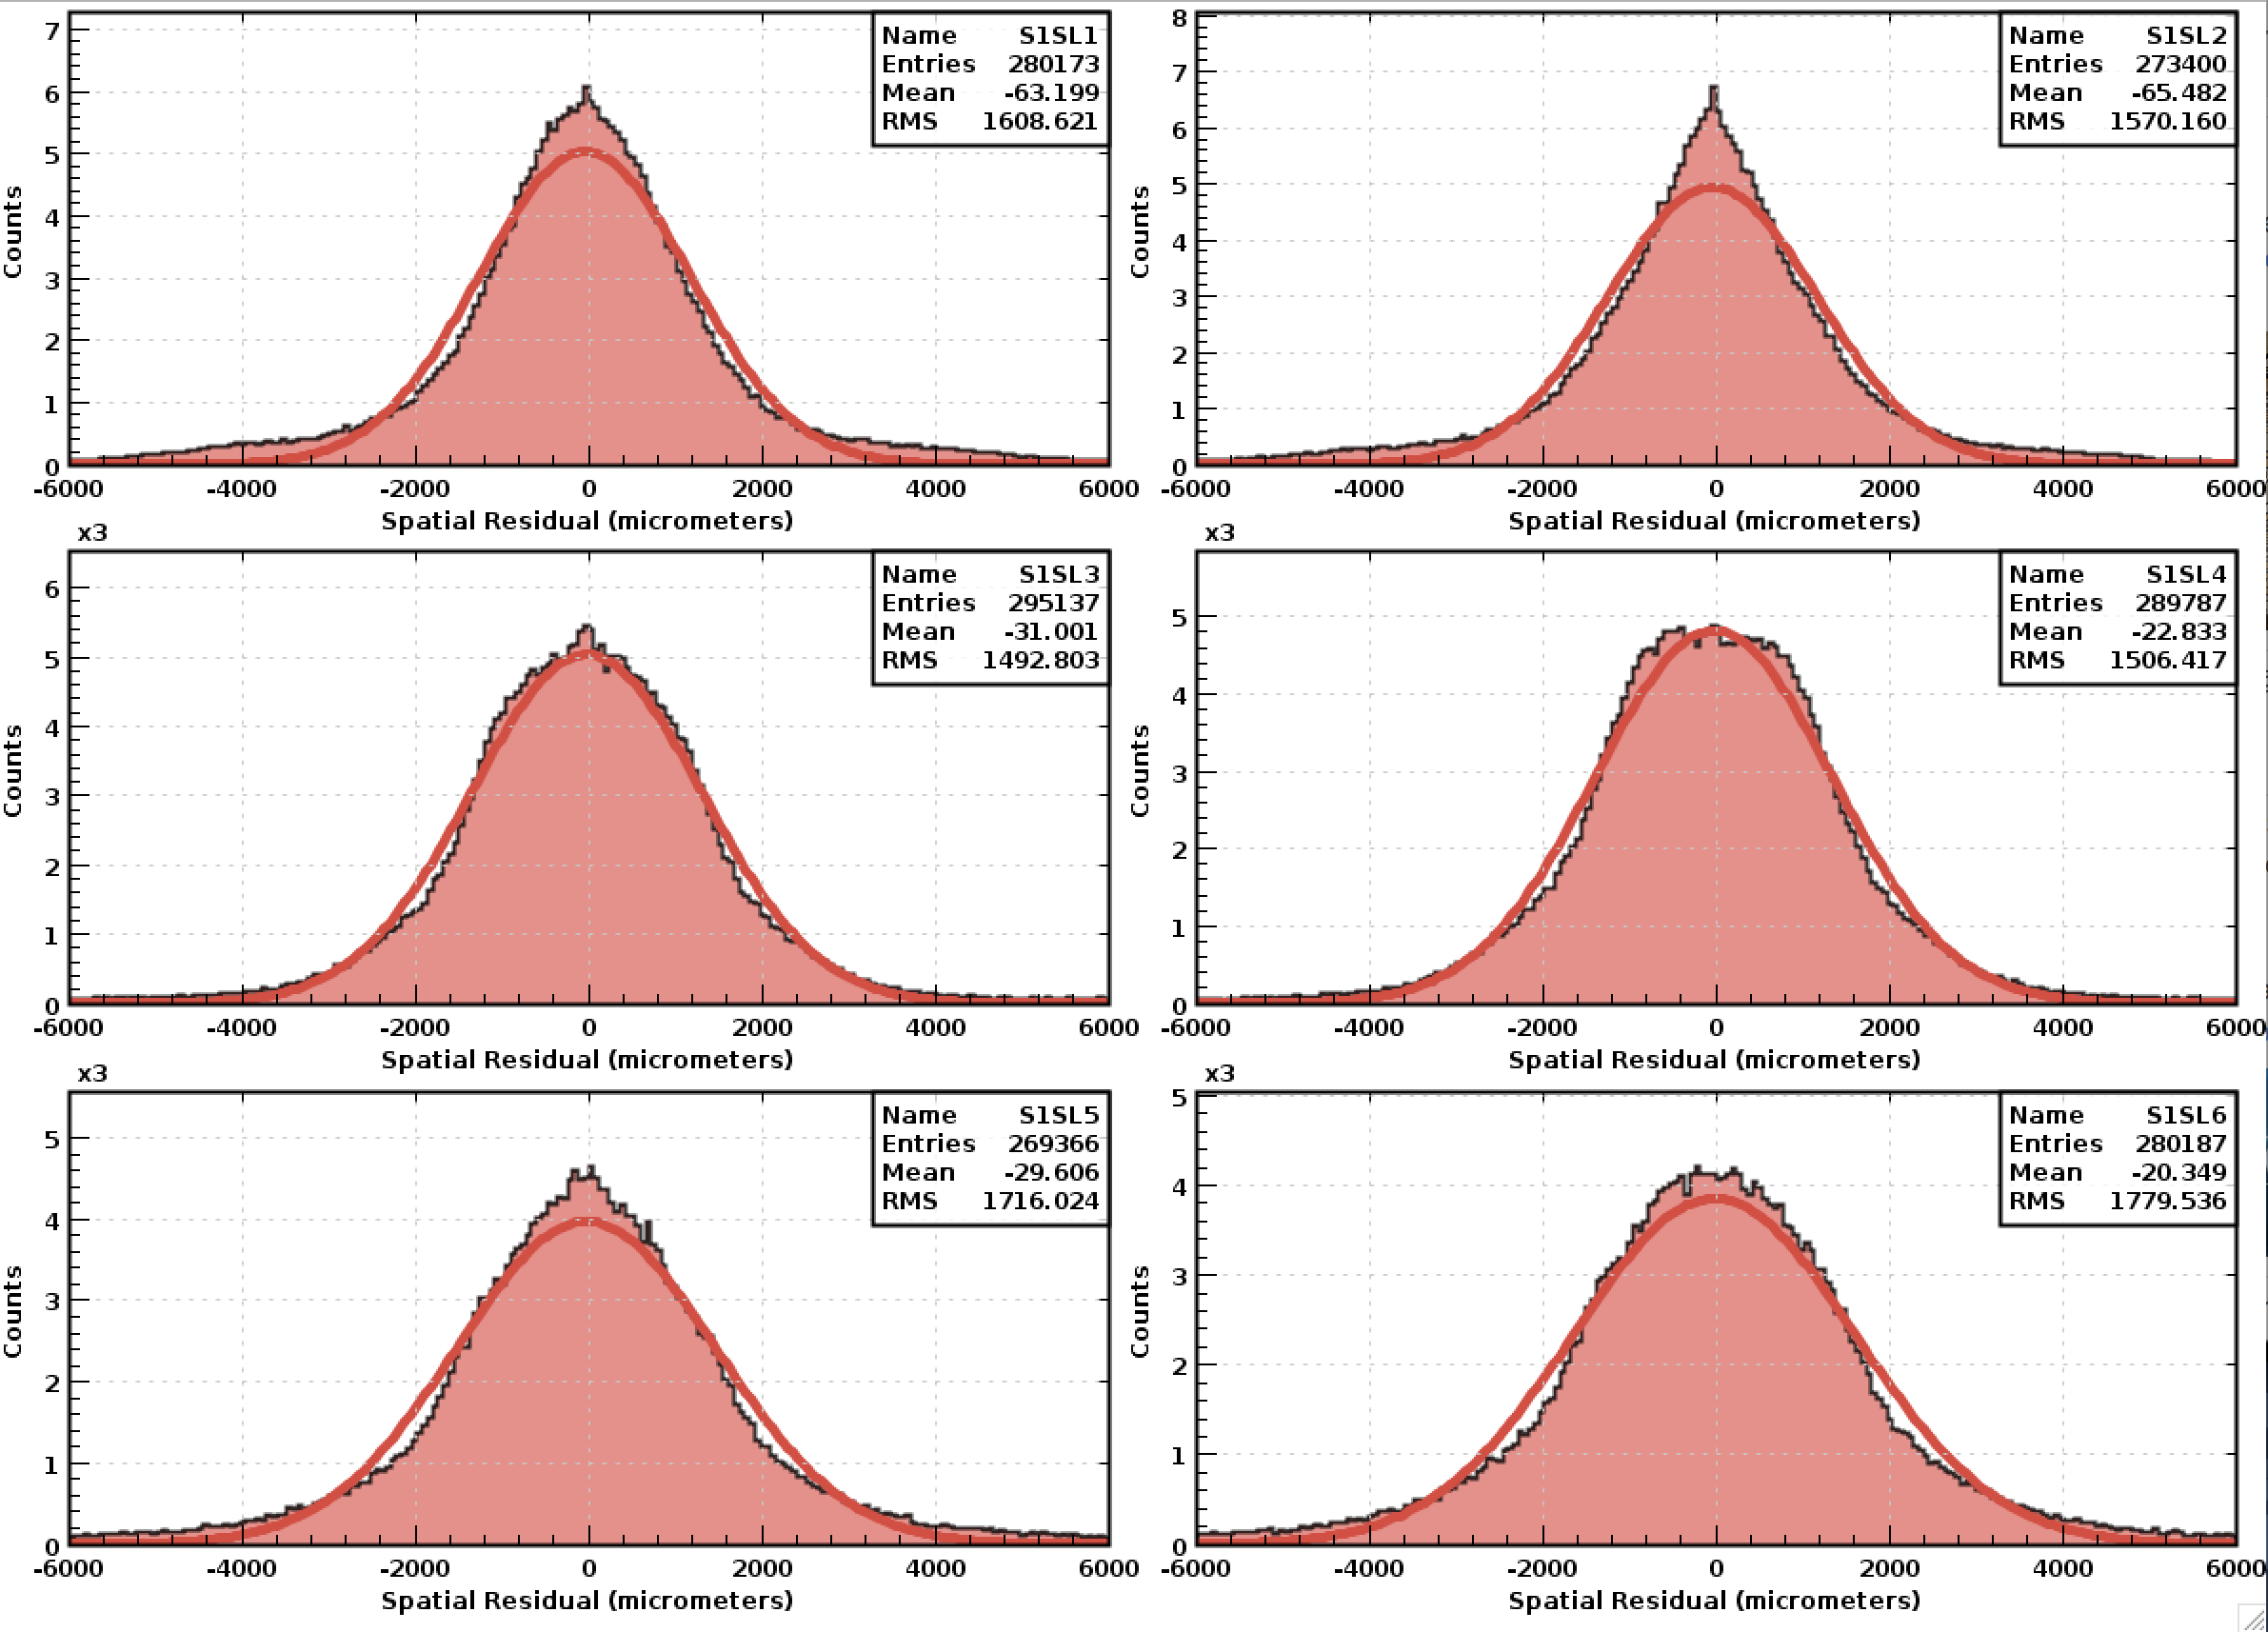 7
6
5
4
3
2
1
0
Counts
-6000 -4000 -2000 0 2000 4000 6000
Spatial Residual (micrometers)
Name S1SL1
Entries 280173
Mean -63.199
RMS 1608.621
8
7
6
5
4
3
2
1
0
Counts
-6000 -4000 -2000 0 2000 4000 6000
Spatial Residual (micrometers)
Name S1SL2
Entries 273400
Mean -65.482
RMS 1570.160
x3
6
5
4
3
2
1
0
Counts
-6000 -4000 -2000 0 2000 4000 6000
Spatial Residual (micrometers)
Name S1SL3
Entries 295137
Mean -31.001
RMS 1492.803
x3
5
4
3
2
1
0
Counts
-6000 -4000 -2000 0 2000 4000 6000
Spatial Residual (micrometers)
Name S1SL4
Entries 289787
Mean -22.833
RMS 1506.417
x3
5
4
3
2
1
0
Counts
-6000 -4000 -2000 0 2000 4000 6000
Spatial Residual (micrometers)
Name S1SL5
Entries 269366
Mean -29.606
RMS 1716.024
x3
5
4
3
2
1
0
Counts
-6000 -4000 -2000 0 2000 4000 6000
Spatial Residual (micrometers)
Name S1SL6
Entries 280187
Mean -20.349
RMS 1779.536